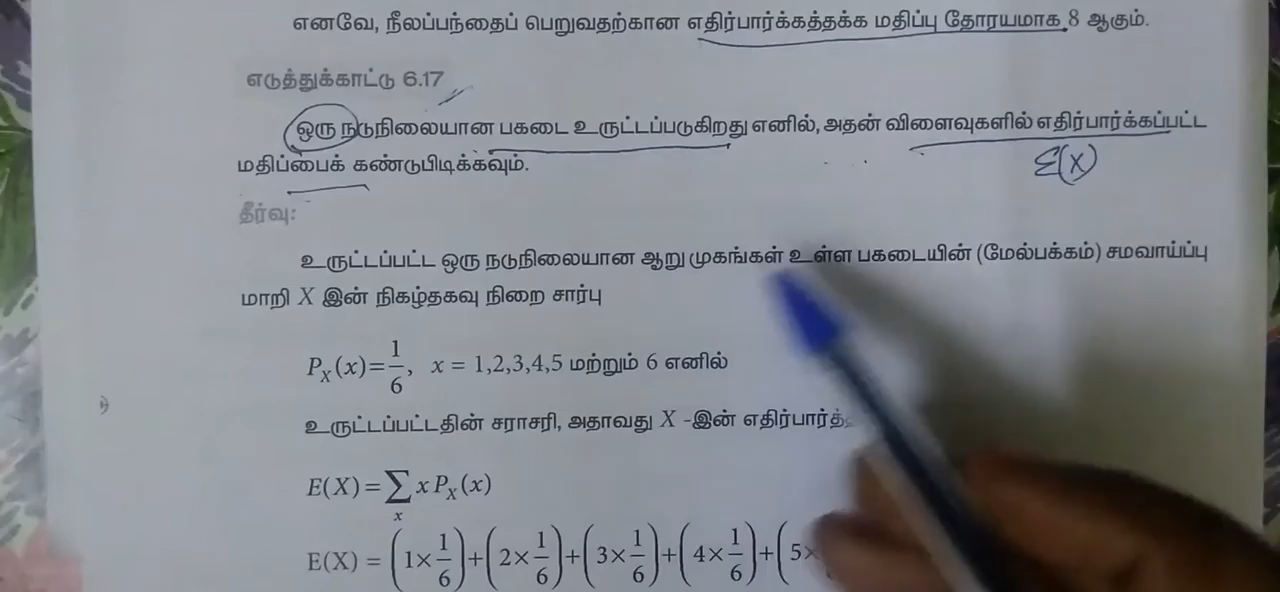 எனவே, நீலப்பந்தைப் பெறுவதற்கான எதிர்பார்க்கத்தக்க மதிப்பு தோரயமாக 8 ஆகும்.
எடுத்துக்காட்டு 6.17
ஒரு நடுநிலையான பகடை உருட்டப்படுகிறது எனில், அதன் விளைவுகளில் எதிர்பார்க்கப்பட்ட
மதிப்பைக் கண்டுபிடிக்கவும்.
E(X)
தீர்வு:
உருட்டப்பட்ட ஒரு நடுநிலையான ஆறு முகங்கள் உள்ள பகடையின் (மேல்பக்கம்) சமவாய்ப்பு
மாறி X இன் நிகழ்தகவு நிறை சார்பு
P_X(x)=1/6, x = 1,2,3,4,5 மற்றும் 6 எனில்
உருட்டப்பட்டதின் சராசரி, அதாவது X -இன்
E(X)=∑_x x P_X(x)
E(X) = (1×1/6)+(2×1/6)+(3×1/6)+(4×1/6)+(5×